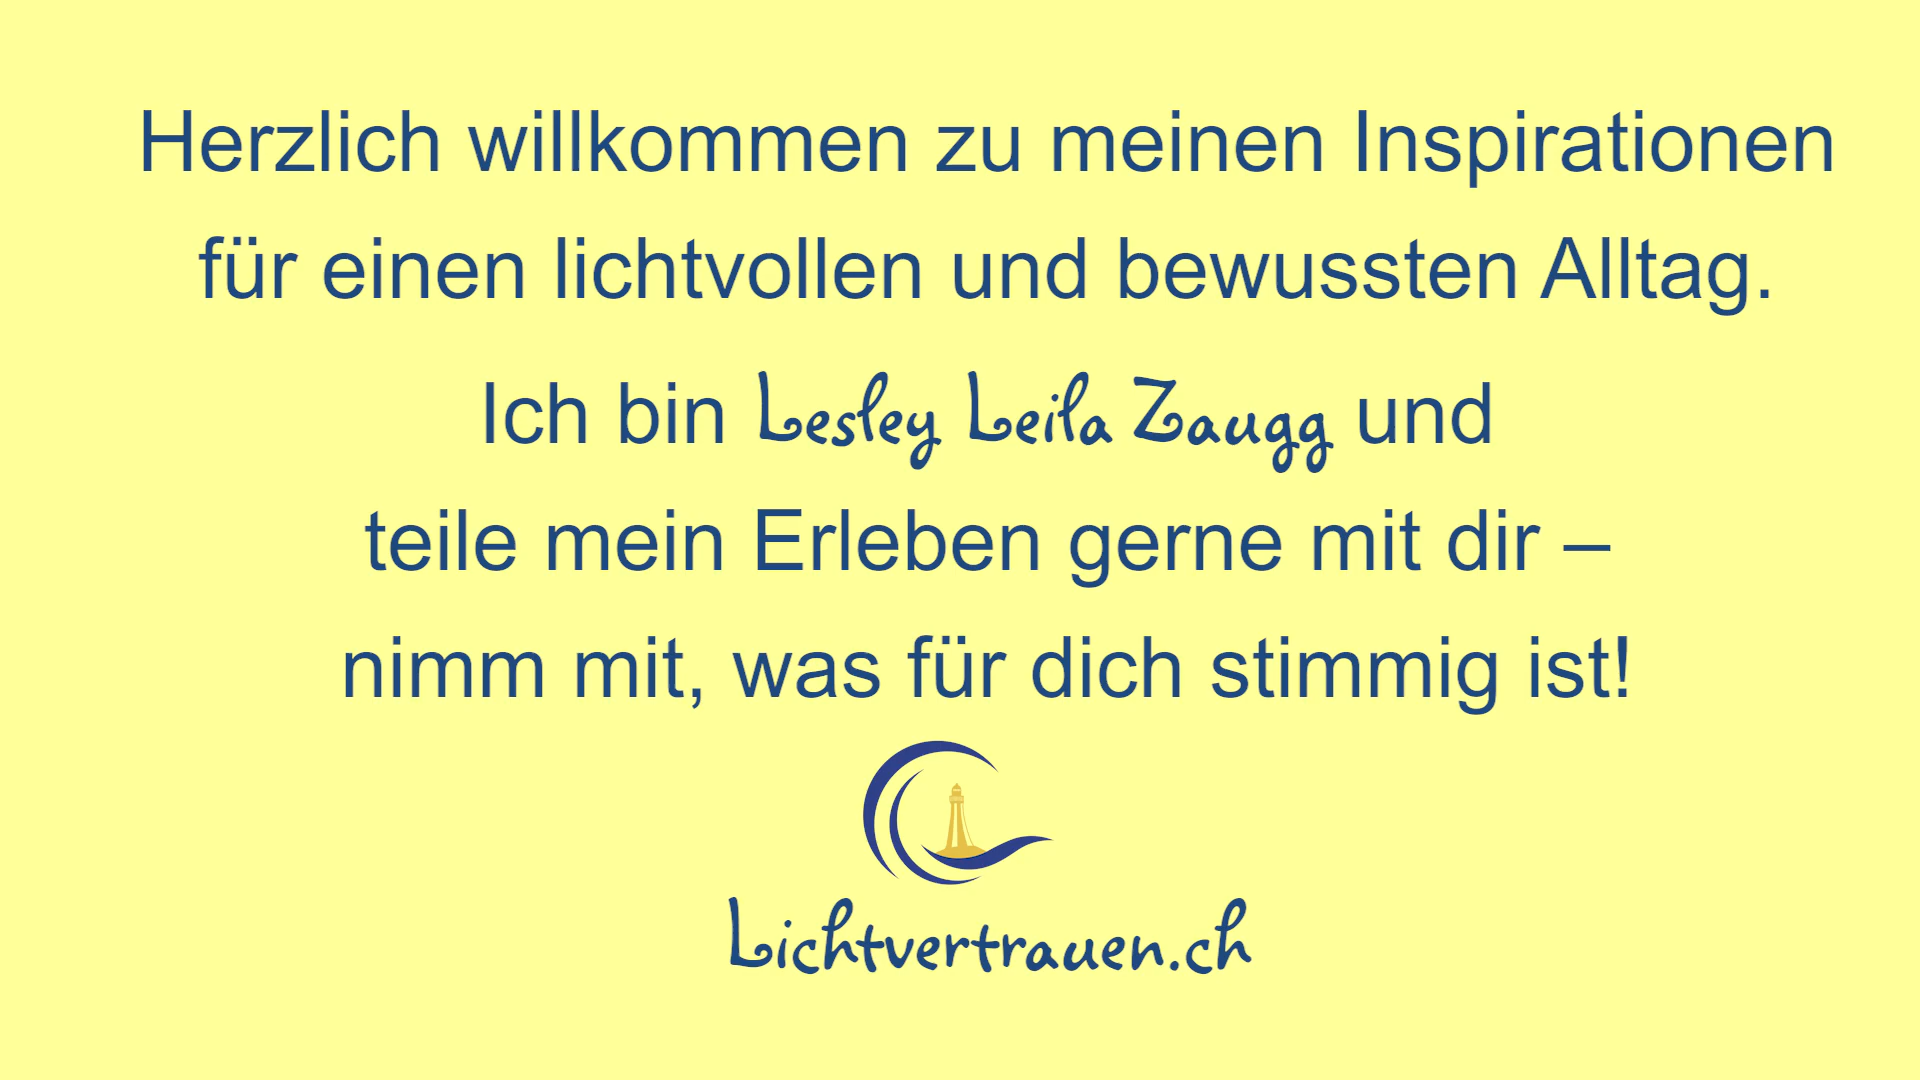 Herzlich willkommen zu meinen Inspirationen
für einen lichtvollen und bewussten Alltag.
Ich bin Lesley Leila Zaugg und
teile mein Erleben gerne mit dir –
nimm mit, was für dich stimmig ist!
Lichtvertrauen.ch